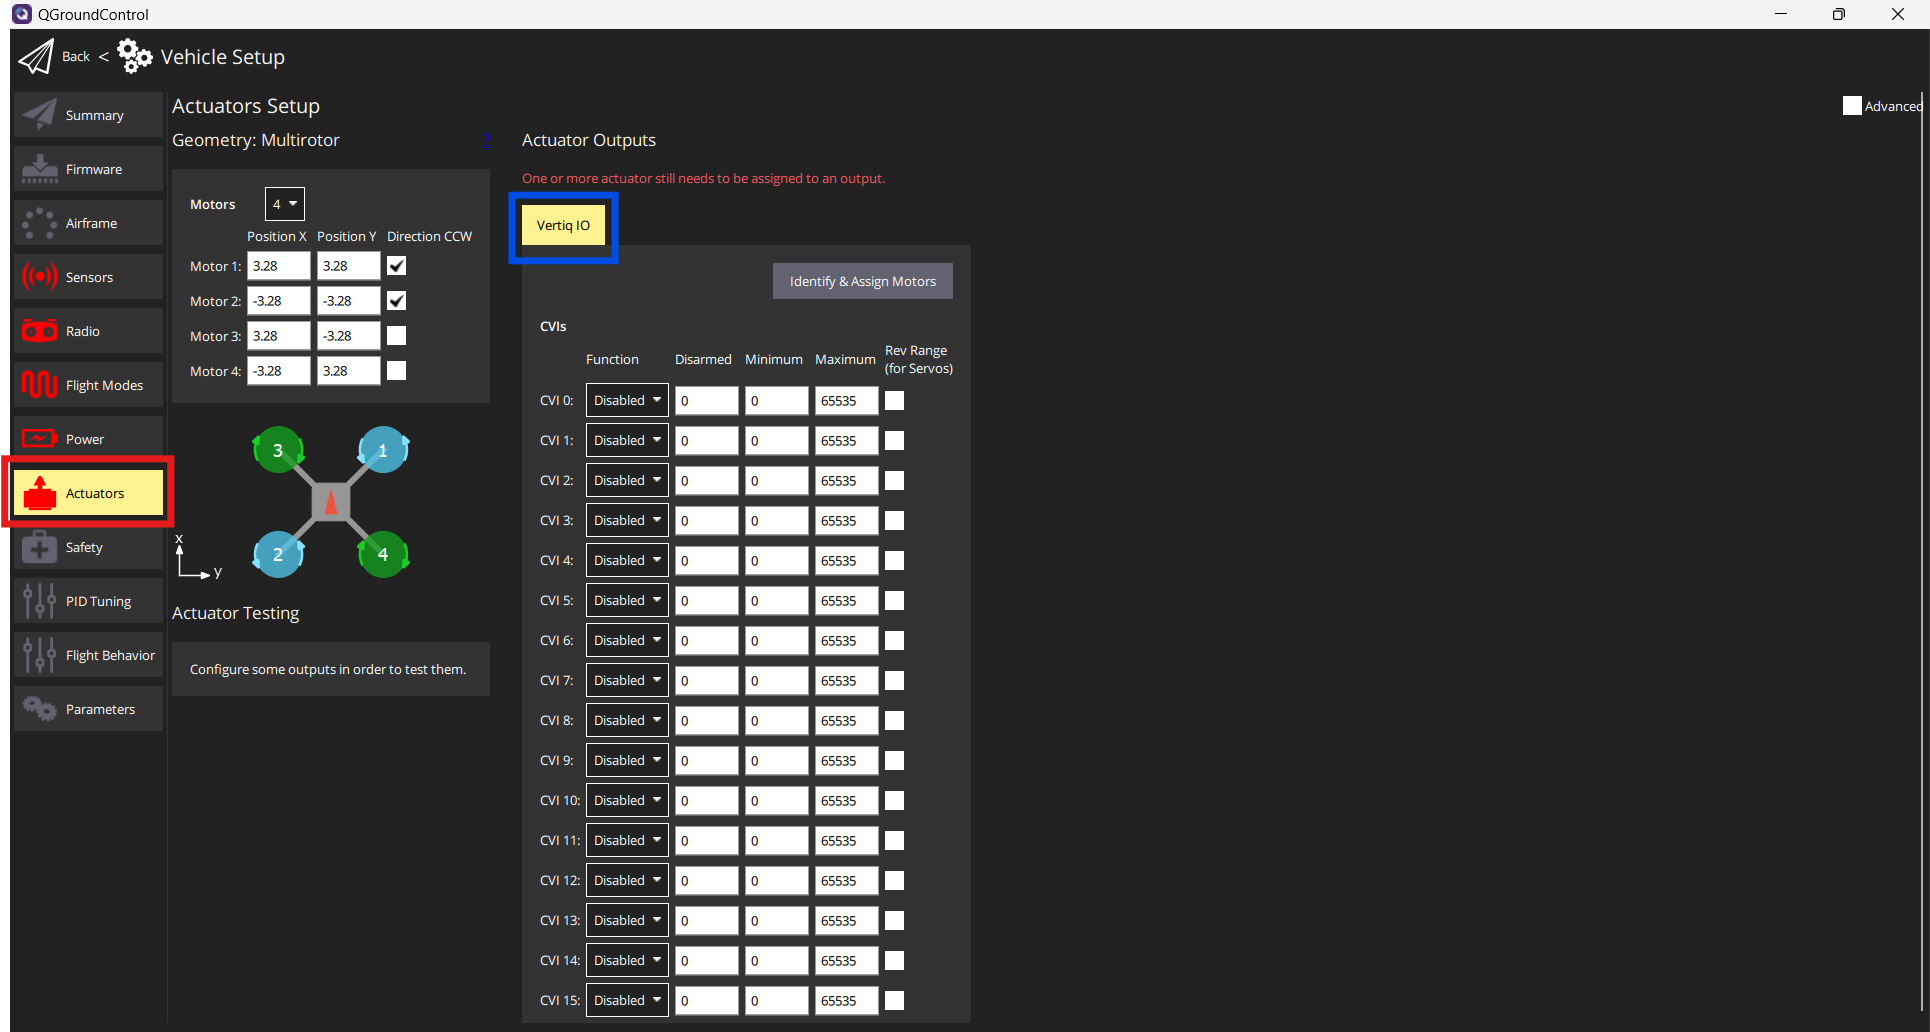 QGroundControl
Back < Vehicle Setup
Summary
Firmware
Airframe
Sensors
Radio
Flight Modes
Power
Actuators
Safety
PID Tuning
Flight Behavior
Parameters
Actuators Setup
Advanced
Geometry: Multirotor ?
Motors 4
Position X Position Y Direction CCW
Motor 1: 3.28 3.28
Motor 2: -3.28 -3.28
Motor 3: 3.28 -3.28
Motor 4: -3.28 3.28
3 1
2 4
x
y
Actuator Testing
Configure some outputs in order to test them.
Actuator Outputs
One or more actuator still needs to be assigned to an output.
Vertiq IO
Identify & Assign Motors
CVIs
Function Disarmed Minimum Maximum Rev Range
(for Servos)
CVI 0: Disabled 0 0 65535
CVI 1: Disabled 0 0 65535
CVI 2: Disabled 0 0 65535
CVI 3: Disabled 0 0 65535
CVI 4: Disabled 0 0 65535
CVI 5: Disabled 0 0 65535
CVI 6: Disabled 0 0 65535
CVI 7: Disabled 0 0 65535
CVI 8: Disabled 0 0 65535
CVI 9: Disabled 0 0 65535
CVI 10: Disabled 0 0 65535
CVI 11: Disabled 0 0 65535
CVI 12: Disabled 0 0 65535
CVI 13: Disabled 0 0 65535
CVI 14: Disabled 0 0 65535
CVI 15: Disabled 0 0 65535